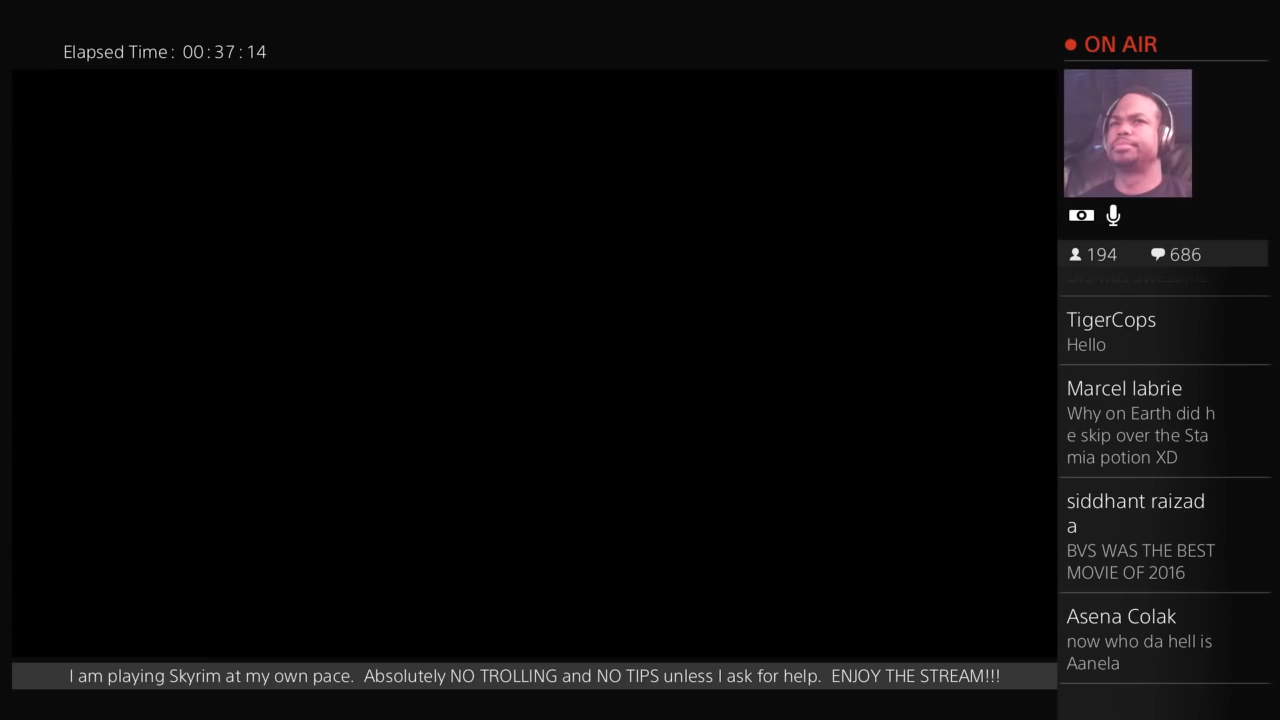 Elapsed Time: 00:37:14
ON AIR
194 686
TigerCops
Hello
Marcel labrie
Why on Earth did h
e skip over the Sta
mia potion XD
siddhant raizad
a
BVS WAS THE BEST
MOVIE OF 2016
Asena Colak
now who da hell is
Aanela
I am playing Skyrim at my own pace. Absolutely NO TROLLING and NO TIPS unless I ask for help. ENJOY THE STREAM!!!